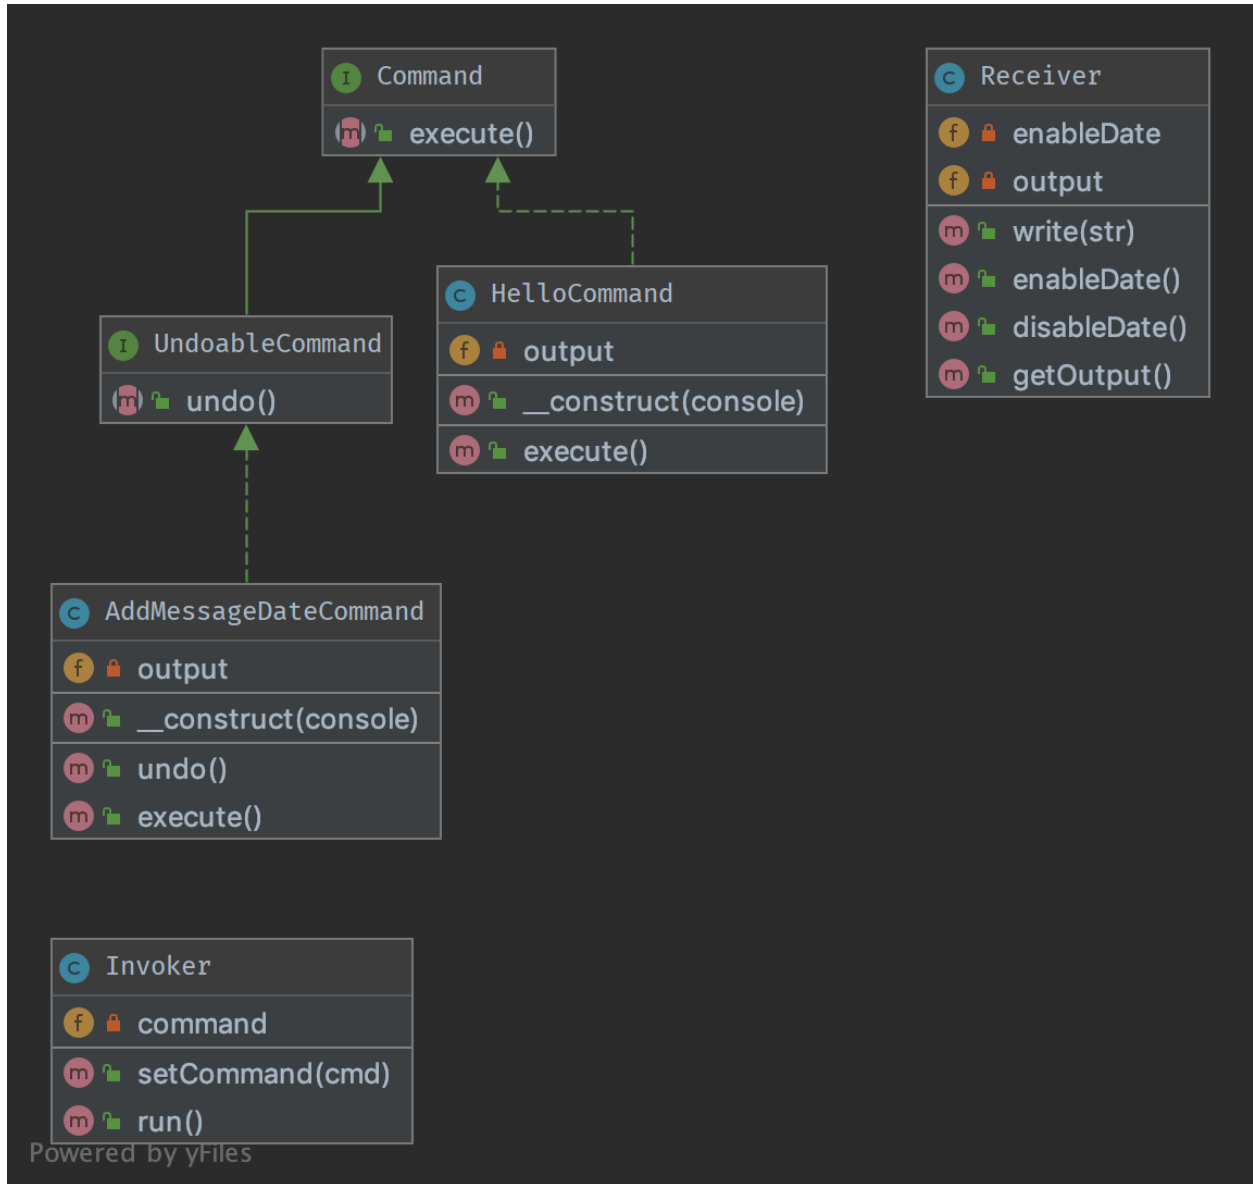 Command
execute()
Receiver
enableDate
output
write(str)
enableDate()
disableDate()
getOutput()
HelloCommand
output
__construct(console)
execute()
UndoableCommand
undo()
AddMessageDateCommand
output
__construct(console)
undo()
execute()
Invoker
command
setCommand(cmd)
run()
Powered by yFiles